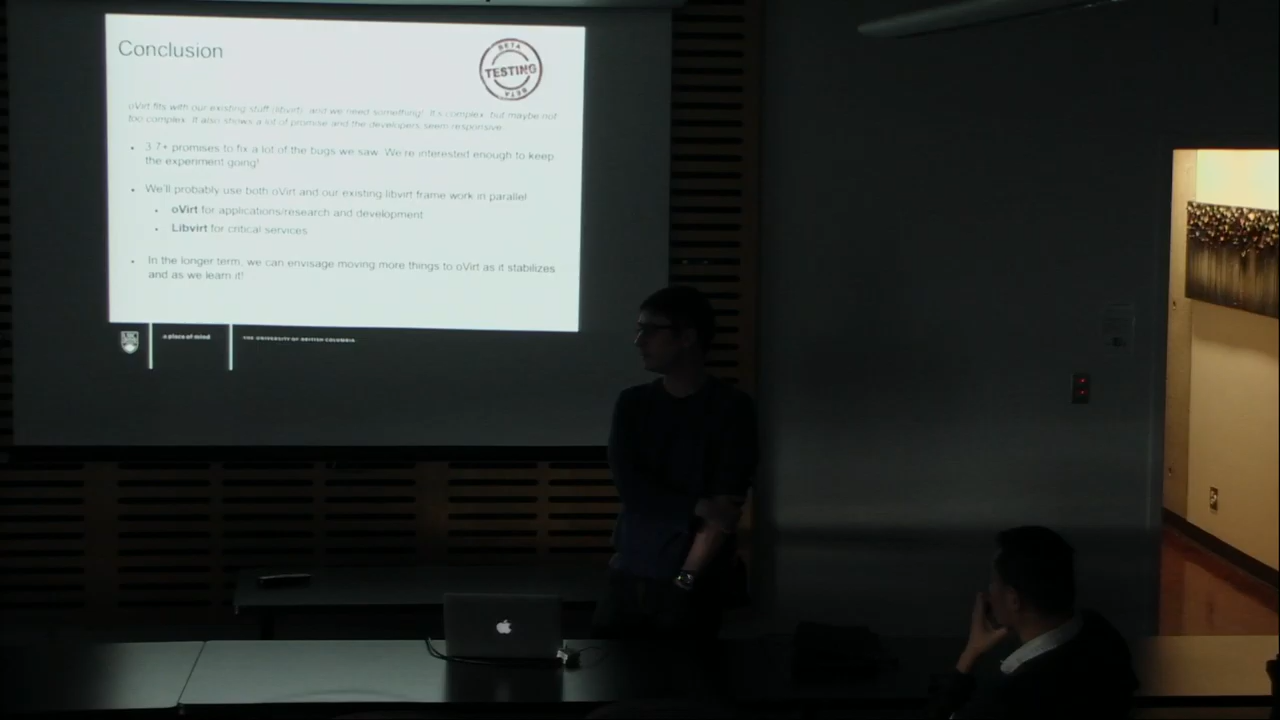 Conclusion
BETA
TESTING
BETA
oVirt fits with our existing stuff (libvirt), and we need something! It's complex, but maybe not
too complex. It also shows a lot of promise and the developers seem responsive.
• 3.7+ promises to fix a lot of the bugs we saw. We're interested enough to keep
the experiment going!
• We'll probably use both oVirt and our existing libvirt frame work in parallel
• oVirt for applications/research and development
• Libvirt for critical services
• In the longer term, we can envisage moving more things to oVirt as it stabilizes
and as we learn it!
a place of mind
THE UNIVERSITY OF BRITISH COLUMBIA